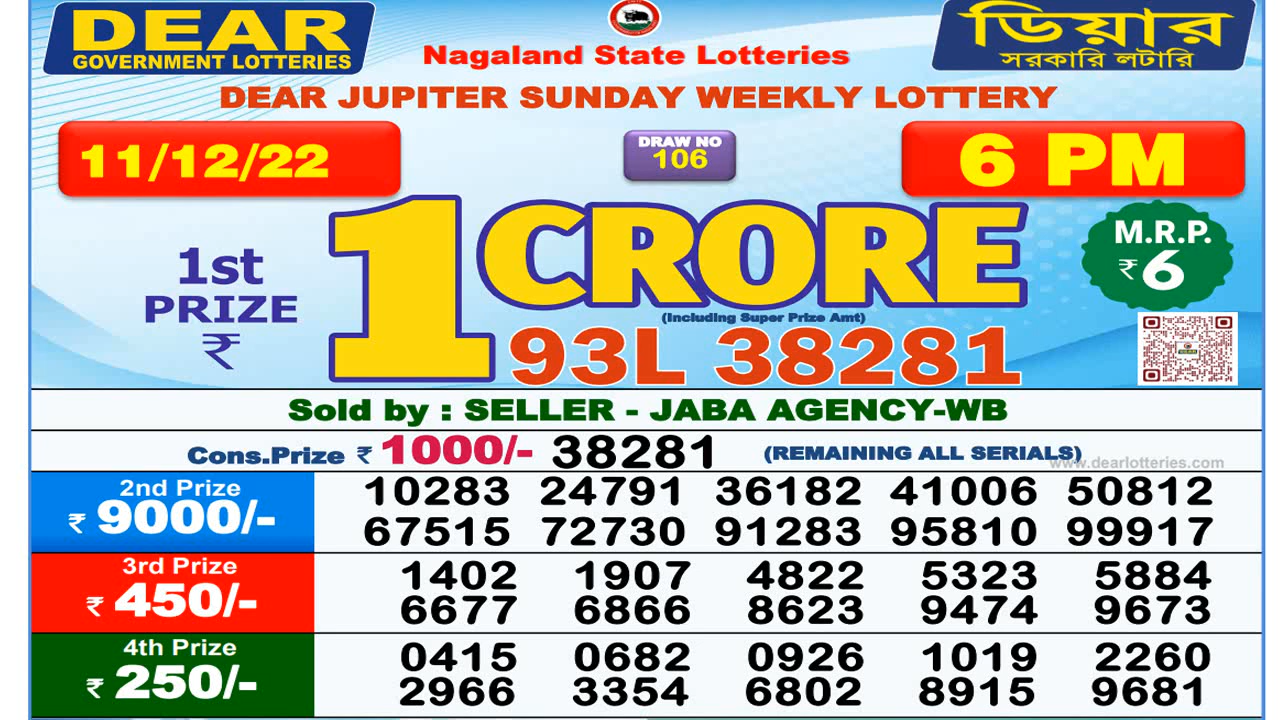 DEAR
GOVERNMENT LOTTERIES
Nagaland State Lotteries
ডিয়ার
সরকারি লটারি
DEAR JUPITER SUNDAY WEEKLY LOTTERY
11/12/22
DRAW NO
106
6 PM
1st
PRIZE
₹
1 CRORE
(Including Super Prize Amt)
93L 38281
M.R.P.
₹ 6
Sold by : SELLER - JABA AGENCY-WB
Cons.Prize ₹ 1000/- 38281 (REMAINING ALL SERIALS)
www.dearlotteries.com
2nd Prize
₹ 9000/-
10283 24791 36182 41006 50812
67515 72730 91283 95810 99917
3rd Prize
₹ 450/-
1402 1907 4822 5323 5884
6677 6866 8623 9474 9673
4th Prize
₹ 250/-
0415 0682 0926 1019 2260
2966 3354 6802 8915 9681